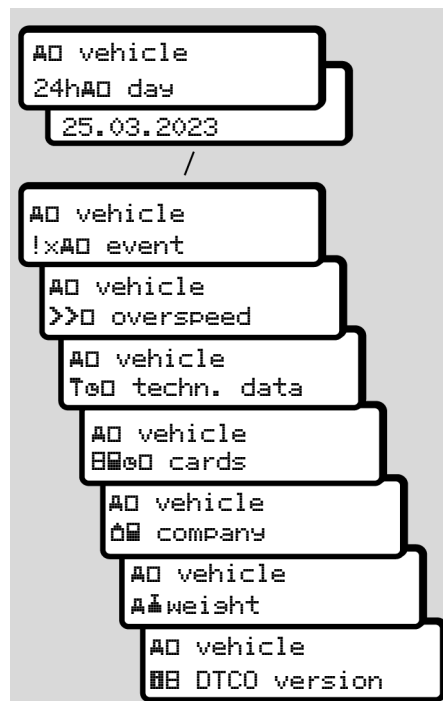 vehicle
24h day
25.03.2023
/
vehicle
!x event
vehicle
>> overspeed
vehicle
T techn. data
vehicle
cards
vehicle
company
vehicle
weight
vehicle
DTCO version